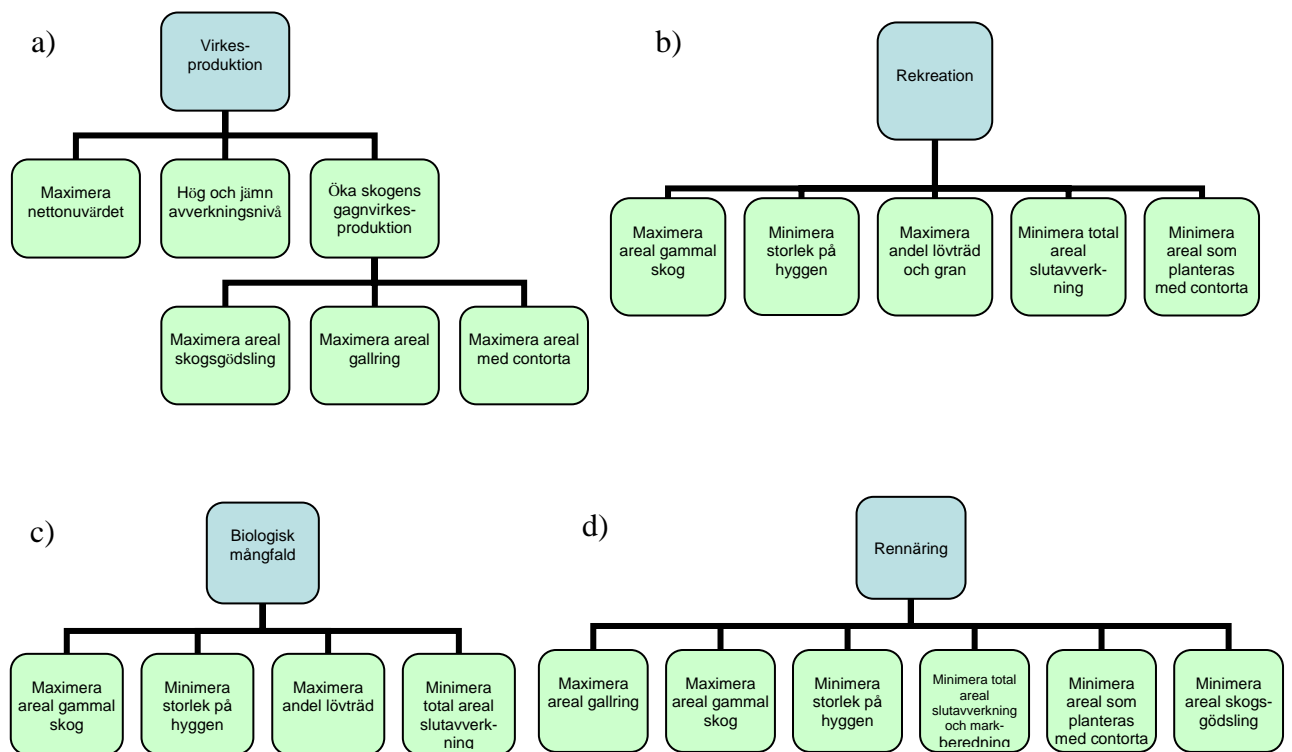 a)
Virkes-
produktion
Maximera
nettonuvärdet
Hög och jämn
avverkningsnivå
Öka skogens
gagnvirkes-
produktion
Maximera areal
skogsgödsling
Maximera areal
gallring
Maximera areal
med contorta
b)
Rekreation
Maximera
areal gammal
skog
Minimera
storlek på
hyggen
Maximera
andel lövträd
och gran
Minimera total
areal
slutavverk-
ning
Minimera
areal som
planteras
med contorta
c)
Biologisk
mångfald
Maximera
areal gammal
skog
Minimera
storlek på
hyggen
Maximera
andel lövträd
Minimera
total areal
slutavverk-
ning
d)
Rennäring
Maximera
areal gallring
Maximera
areal gammal
skog
Minimera
storlek på
hyggen
Minimera total
areal
slutavverkning
och mark-
beredning
Minimera
areal som
planteras
med contorta
Minimera
areal skogs-
gödsling